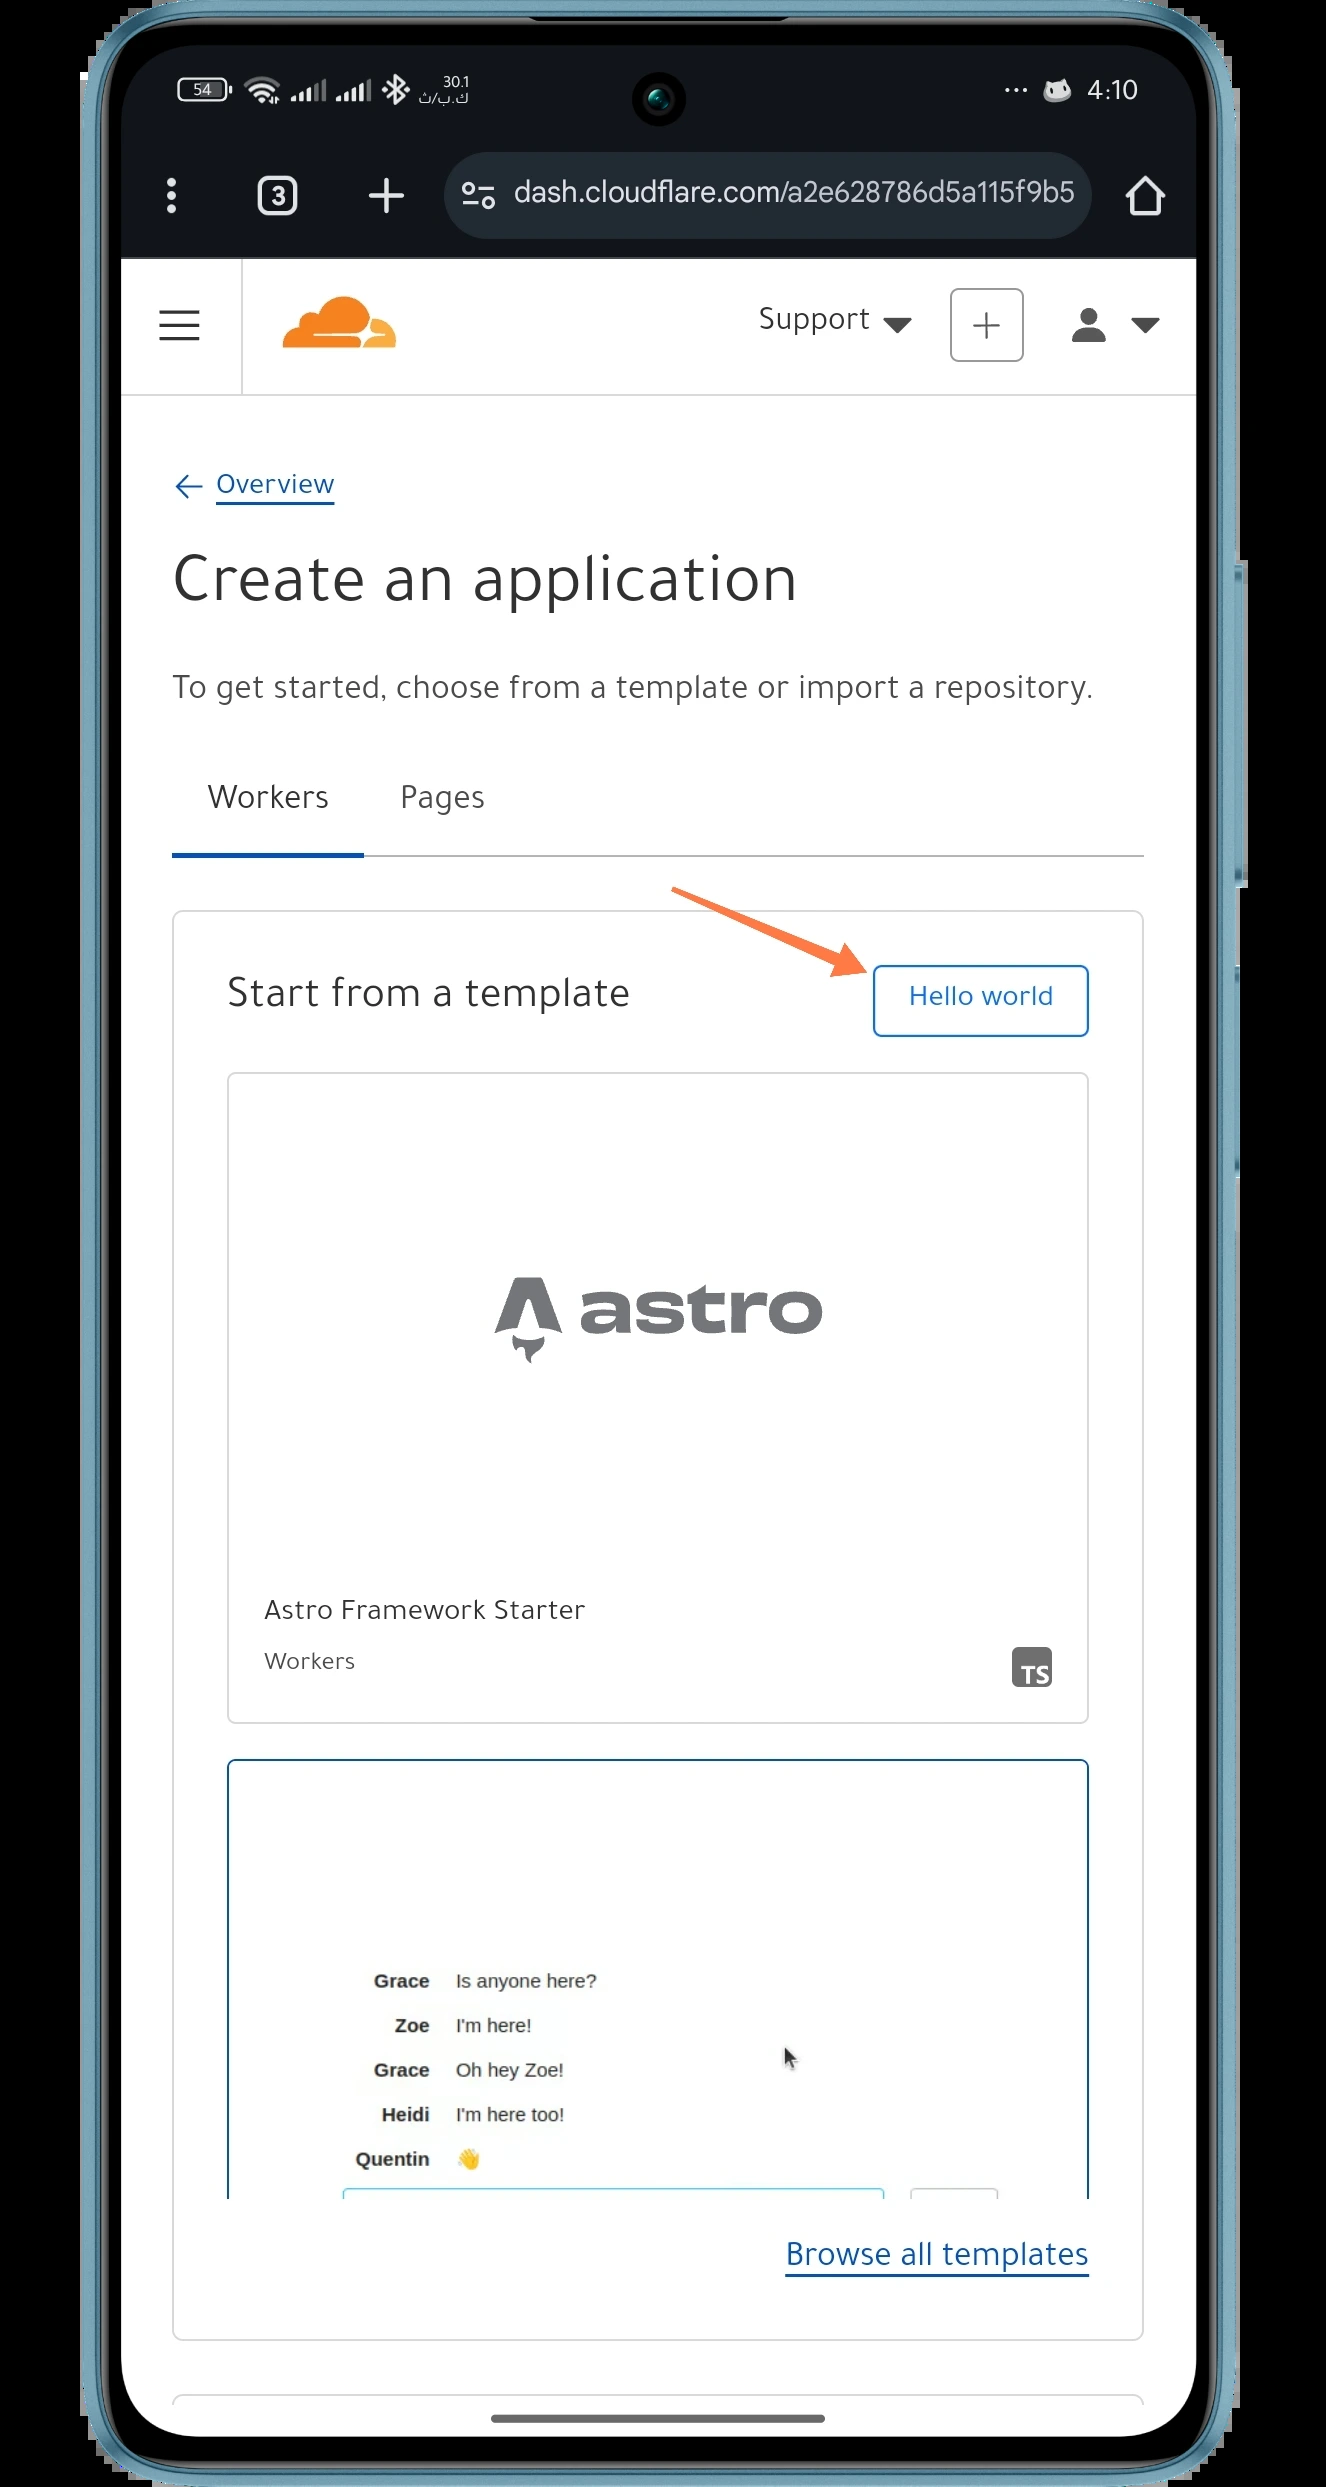 54
30.1
ك.ب/ث
... 4:10
3
dash.cloudflare.com/a2e628786d5a115f9b5
Support
Overview
Create an application
To get started, choose from a template or import a repository.
Workers Pages
Start from a template
Hello world
astro
Astro Framework Starter
Workers
TS
Grace Is anyone here?
Zoe I'm here!
Grace Oh hey Zoe!
Heidi I'm here too!
Quentin 👋
Browse all templates